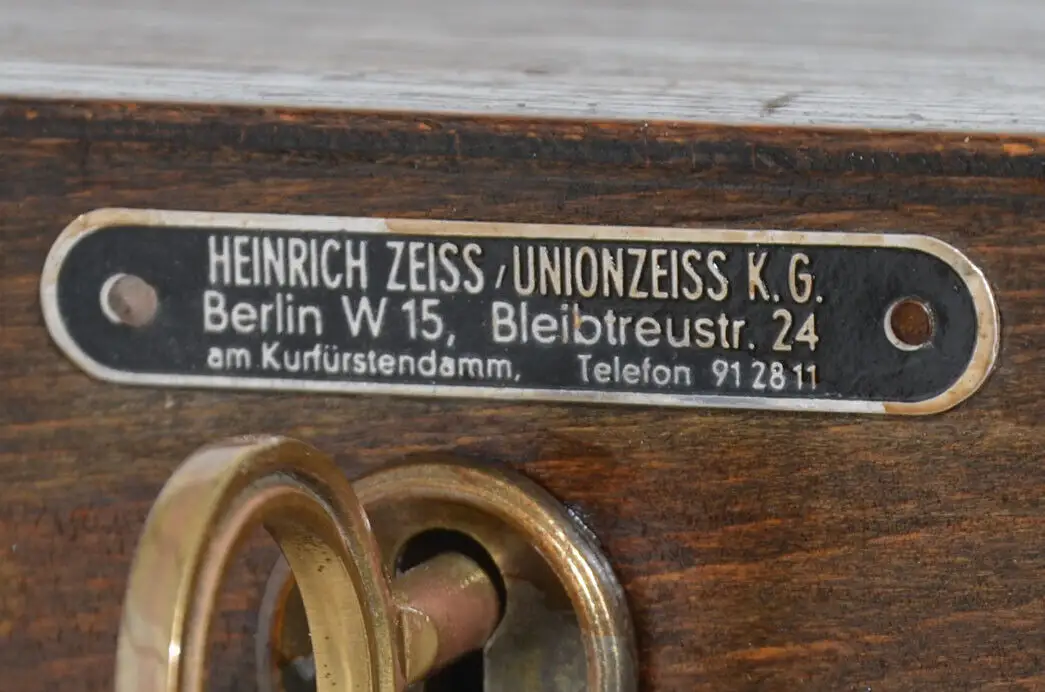 HEINRICH ZEISS / UNIONZEISS K. G.
Berlin W 15, Bleibtreustr. 24
am Kurfürstendamm, Telefon 91 28 11